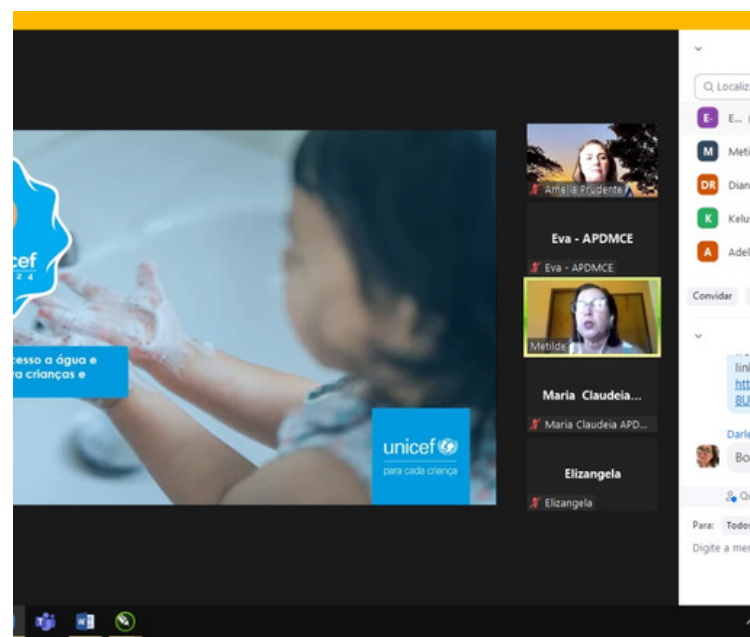 cef
2 4
cesso a água e
ra crianças e
unicef
para cada criança
Amelia Prudente
Eva - APDMCE
Eva - APDMCE
Metilde
Maria Claudeia...
Maria Claudeia APD...
Elizangela
Elizangela
Localiz
E-
E...
M
Meti
DR
Dian
K
Kelu
A
Adel
Convidar
lin
htt
8U
Darle
Bo
Para: Todos
Digite a men